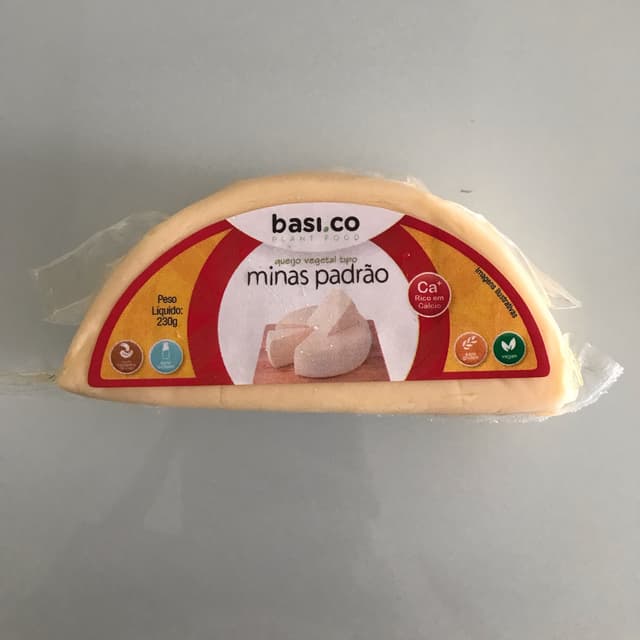 basi.co
PLANT FOOD
queijo vegetal tipo
minas padrão
Peso
Líquido:
230g
Ca+
Rico em
Cálcio
Imagens ilustrativas
vegan